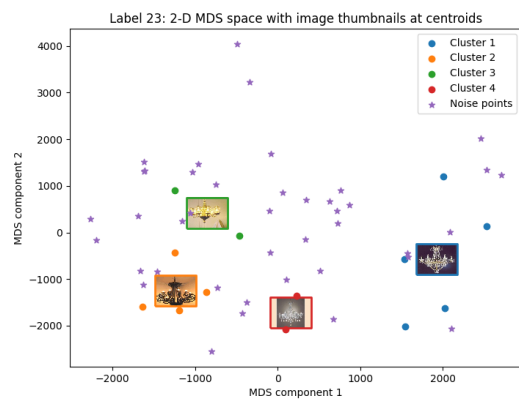 Label 23: 2-D MDS space with image thumbnails at centroids
Cluster 1
Cluster 2
Cluster 3
Cluster 4
Noise points
4000
3000
2000
1000
0
−1000
−2000
MDS component 2
−2000
−1000
0
1000
2000
MDS component 1